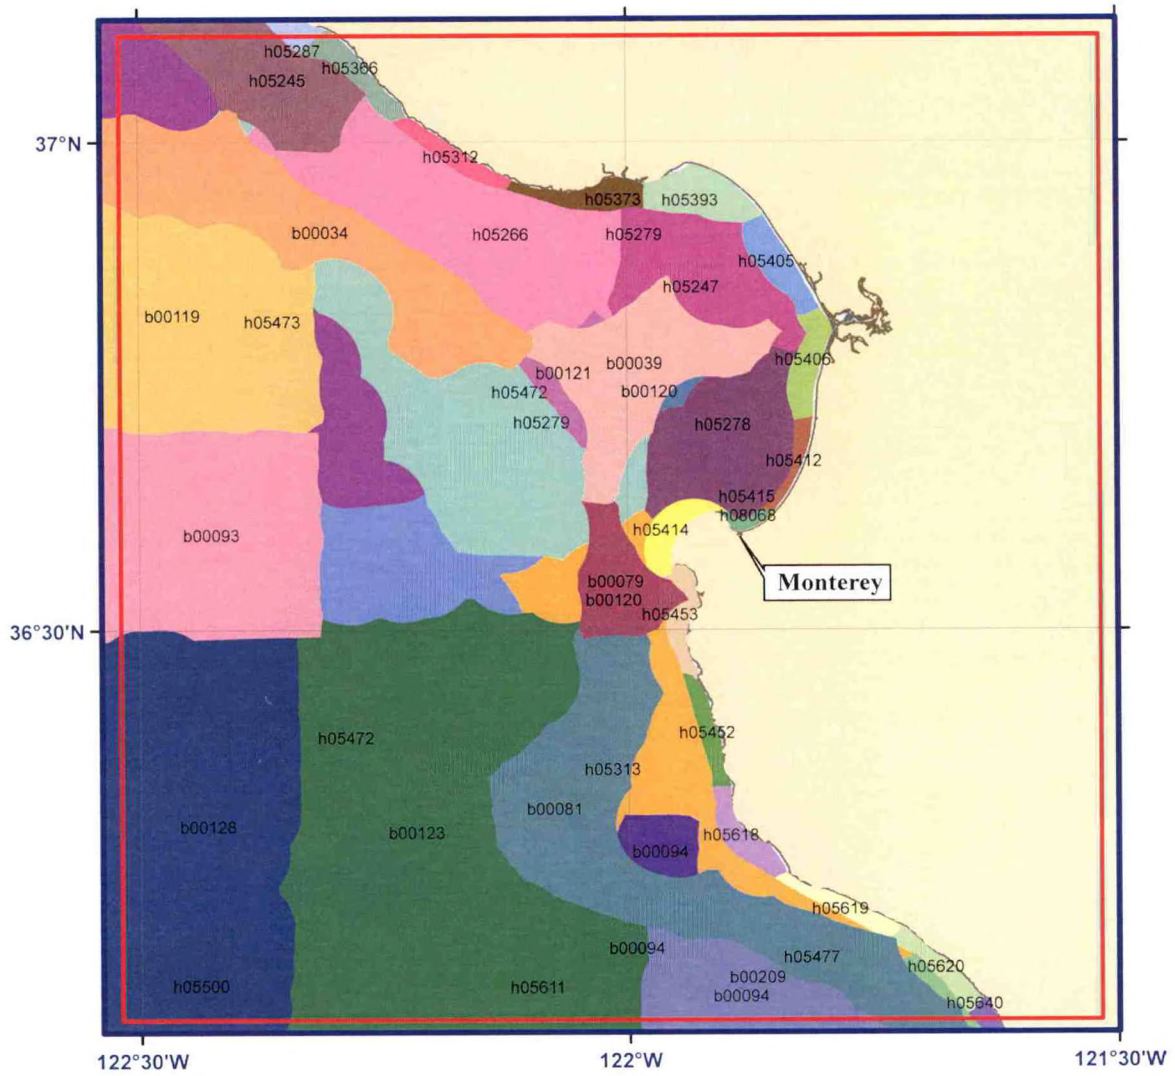 h05287
h05366
h05245
37°N
h05312
h05373
h05393
b00034
h05266
h05279
h05405
h05247
b00119
h05473
h05406
b00039
b00121
h05472
b00120
h05279
h05278
h05412
h05415
h08068
h05414
b00093
Monterey
b00079
b00120
h05453
36°30'N
h05452
h05472
h05313
b00081
b00128
b00123
h05618
b00094
h05619
b00094
h05477
h05620
b00209
b00094
h05500
h05611
h05640
122°30'W
122°W
121°30'W